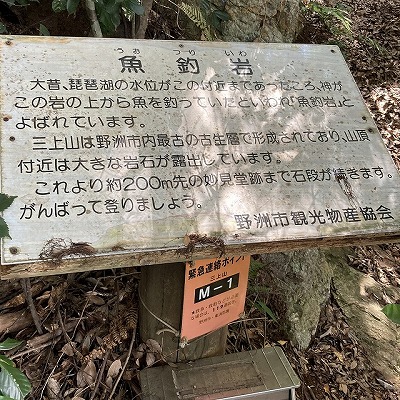 うお つり いわ
魚釣岩
大昔、琵琶湖の水位がこの付近まであったころ、神が
この岩の上から魚を釣っていたといわれ「魚釣岩」と
よばれています。
三上山は野洲市内最古の古生層で形成されており、山頂
付近は大きな岩石が露出しています。
これより約200m先の妙見堂跡まで石段が続きます。
がんばって登りましょう。
野洲市観光物産協会
緊急連絡ポイント
三上山
M-1